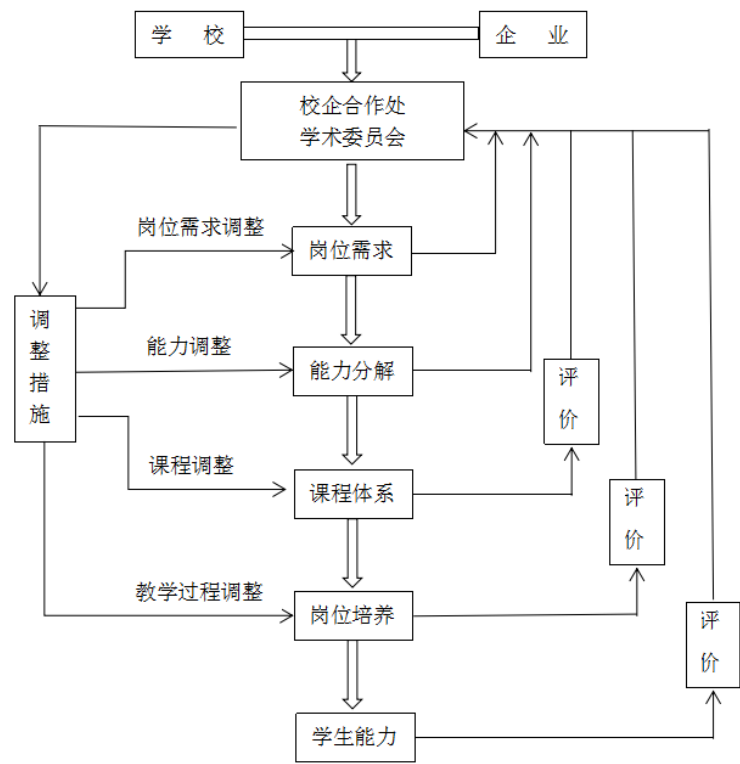 学 校
企 业
校企合作处
学术委员会
岗位需求调整
岗位需求
调
整
措
施
能力调整
能力分解
评
价
课程调整
课程体系
评
价
教学过程调整
岗位培养
评
价
学生能力